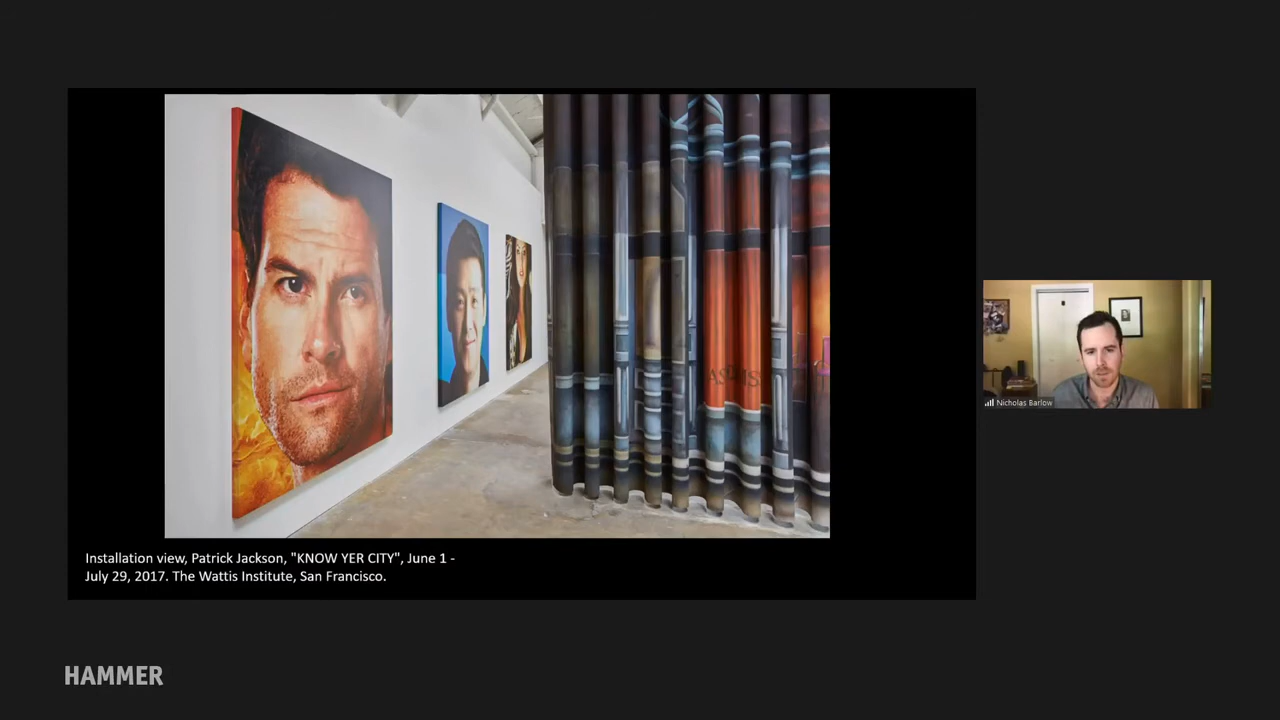 Installation view, Patrick Jackson, "KNOW YER CITY", June 1 -
July 29, 2017. The Wattis Institute, San Francisco.
Nicholas Barlow
HAMMER